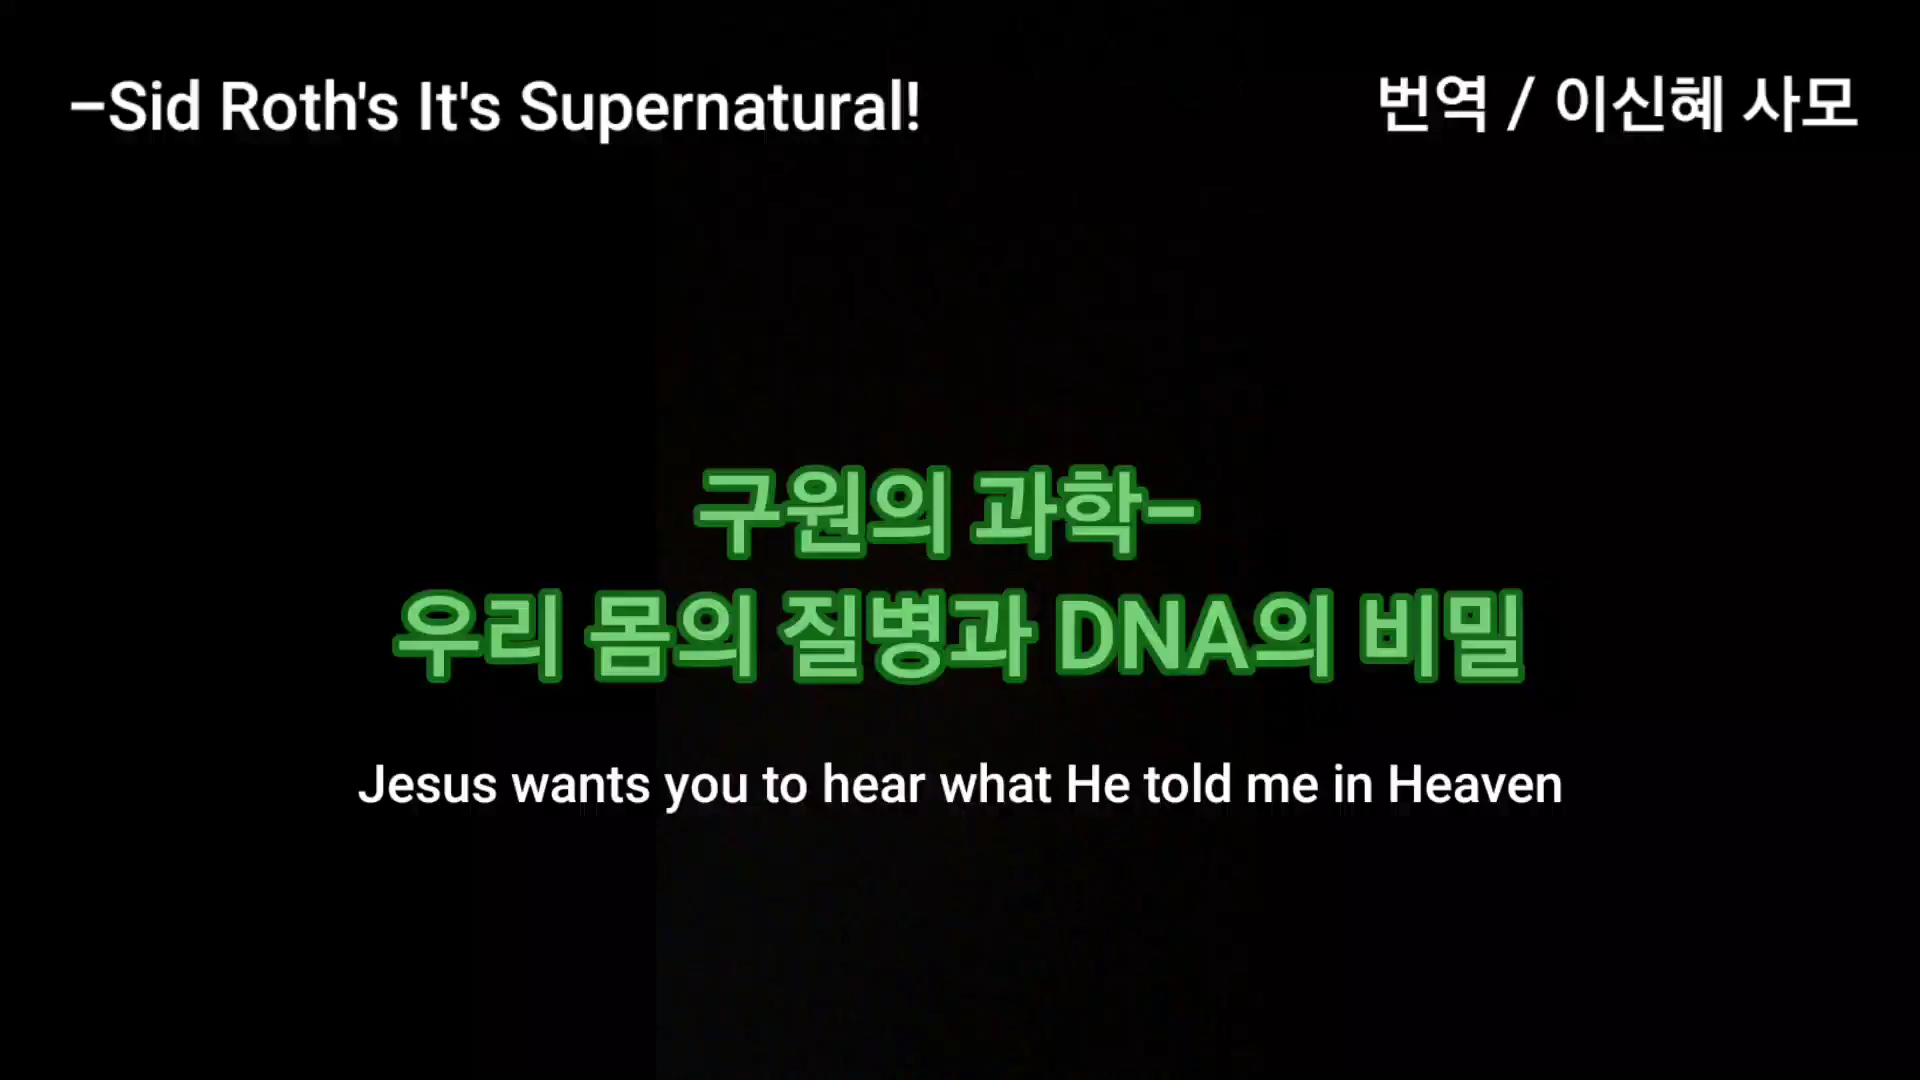 –Sid Roth's It's Supernatural!
번역 / 이신혜 사모
구원의 과학–
우리 몸의 질병과 DNA의 비밀
Jesus wants you to hear what He told me in Heaven